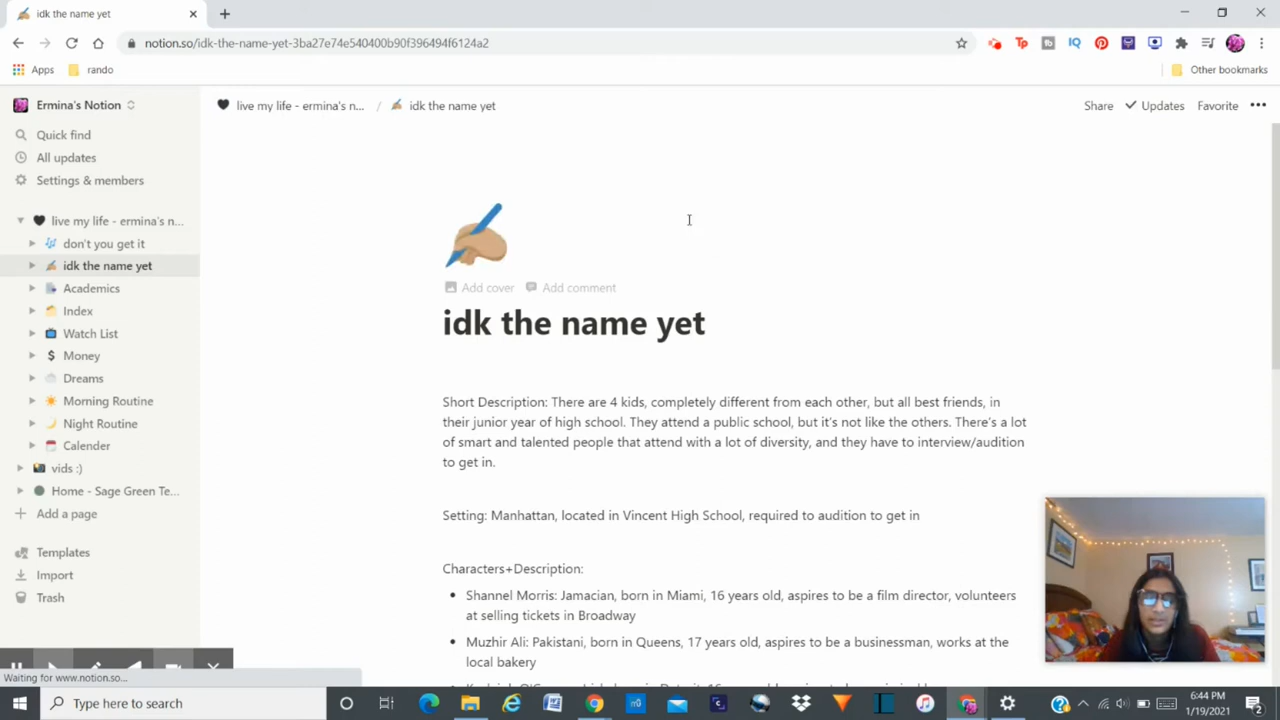 idk the name yet
notion.so/idk-the-name-yet-3ba27e74e540400b90f396494f6124a2
Apps
rando
Other bookmarks
Ermina's Notion
live my life - ermina's n...
/
idk the name yet
Share
Updates
Favorite
Quick find
All updates
Settings & members
live my life - ermina's n...
don't you get it
idk the name yet
Academics
Index
Watch List
Money
Dreams
Morning Routine
Night Routine
Calender
vids :)
Home - Sage Green Te...
Add a page
Templates
Import
Trash
Add cover
Add comment
idk the name yet
Short Description: There are 4 kids, completely different from each other, but all best friends, in
their junior year of high school. They attend a public school, but it's not like the others. There's a lot
of smart and talented people that attend with a lot of diversity, and they have to interview/audition
to get in.
Setting: Manhattan, located in Vincent High School, required to audition to get in
Characters+Description:
• Shannel Morris: Jamacian, born in Miami, 16 years old, aspires to be a film director, volunteers
at selling tickets in Broadway
• Muzhir Ali: Pakistani, born in Queens, 17 years old, aspires to be a businessman, works at the
local bakery
Waiting for www.notion.so...
Type here to search
6:44 PM
1/19/2021